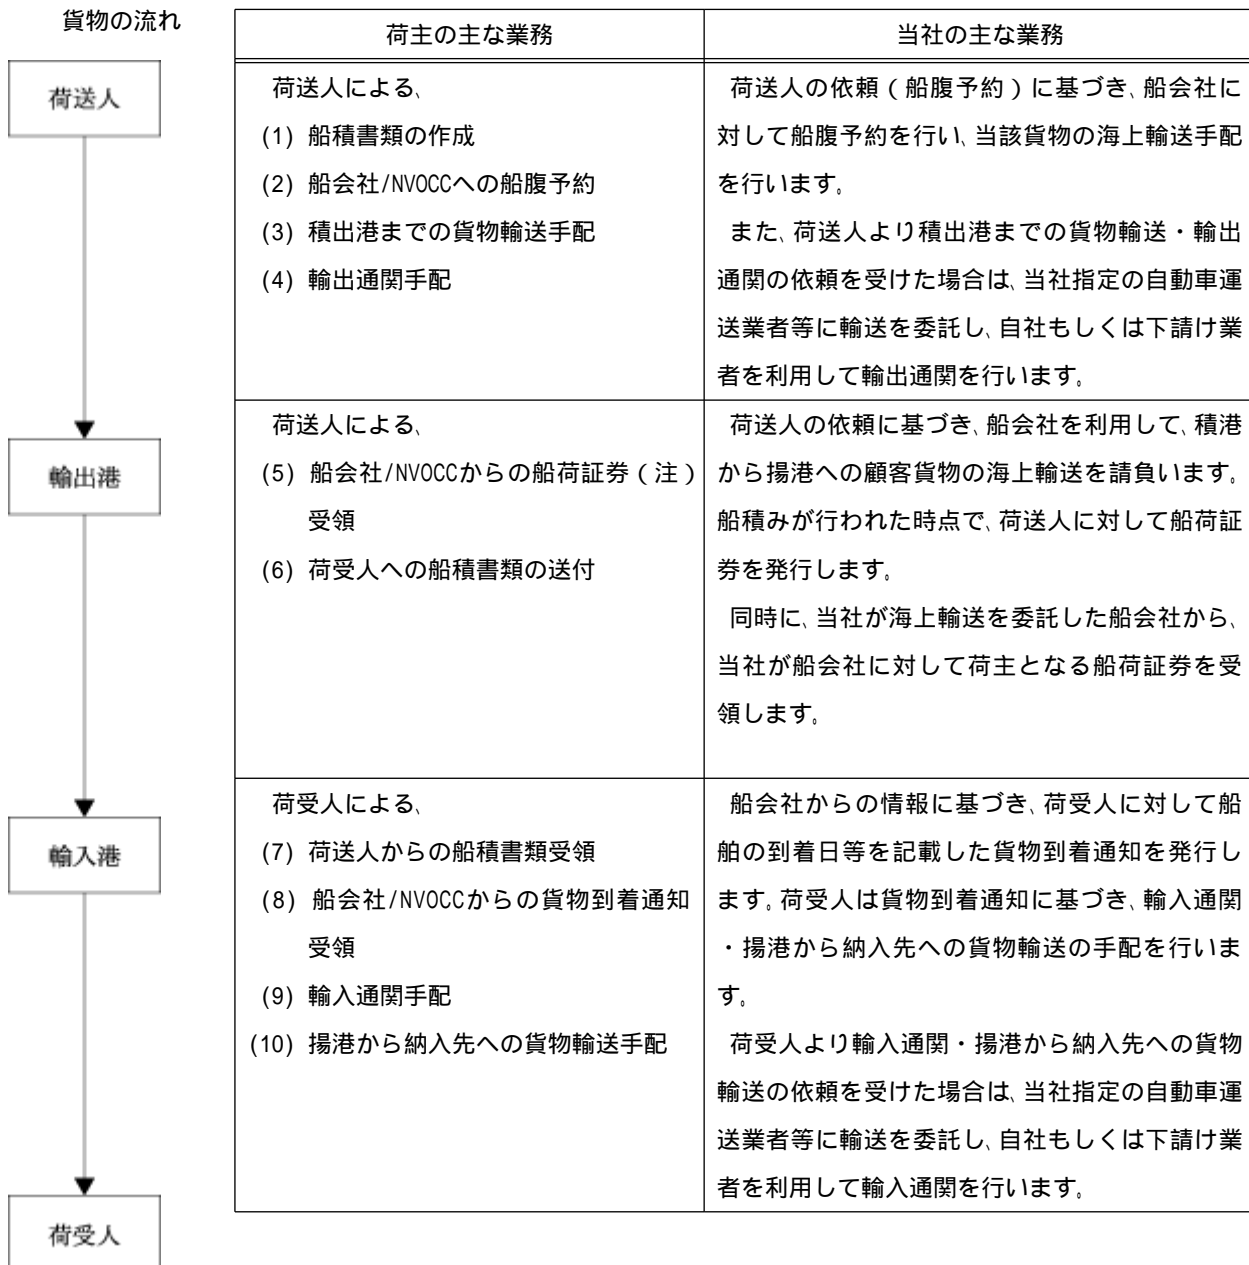 貨物の流れ
荷送人
輸出港
輸入港
荷受人
荷主の主な業務
当社の主な業務
荷送人による、
(1) 船積書類の作成
(2) 船会社/NVOCCへの船腹予約
(3) 積出港までの貨物輸送手配
(4) 輸出通関手配
荷送人の依頼(船腹予約)に基づき、船会社に
対して船腹予約を行い、当該貨物の海上輸送手配
を行います。
また、荷送人より積出港までの貨物輸送・輸出
通関の依頼を受けた場合は、当社指定の自動車運
送業者等に輸送を委託し、自社もしくは下請け業
者を利用して輸出通関を行います。
荷送人による、
(5) 船会社/NVOCCからの船荷証券(注)
受領
(6) 荷受人への船積書類の送付
荷送人の依頼に基づき、船会社を利用して、積港
から揚港への顧客貨物の海上輸送を請負います。
船積みが行われた時点で、荷送人に対して船荷証
券を発行します。
同時に、当社が海上輸送を委託した船会社から、
当社が船会社に対して荷主となる船荷証券を受
領します。
荷受人による、
(7) 荷送人からの船積書類受領
(8) 船会社/NVOCCからの貨物到着通知
受領
(9) 輸入通関手配
(10) 揚港から納入先への貨物輸送手配
船会社からの情報に基づき、荷受人に対して船
舶の到着日等を記載した貨物到着通知を発行し
ます。荷受人は貨物到着通知に基づき、輸入通関
・揚港から納入先への貨物輸送の手配を行いま
す。
荷受人より輸入通関・揚港から納入先への貨物
輸送の依頼を受けた場合は、当社指定の自動車運
送業者等に輸送を委託し、自社もしくは下請け業
者を利用して輸入通関を行います。